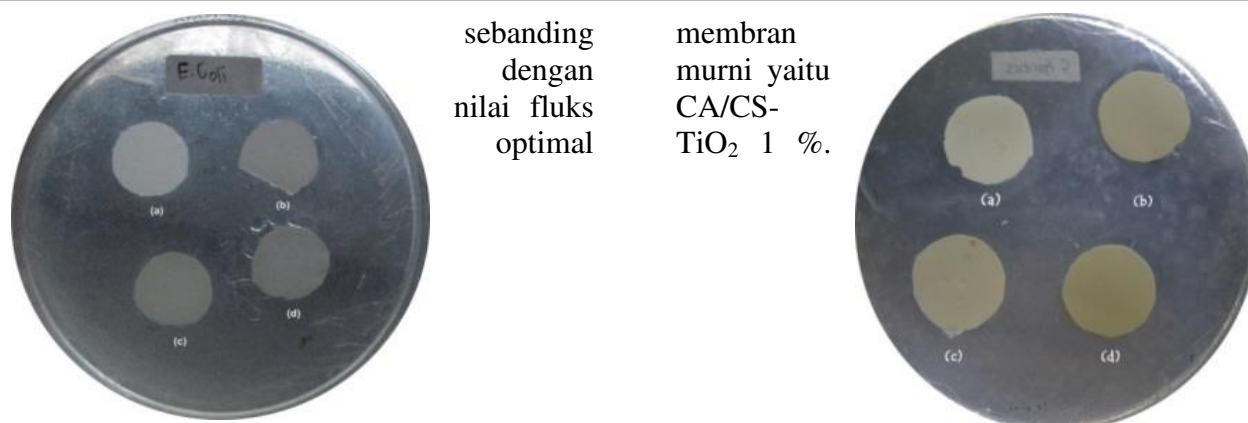 E. Coli
(a)
(b)
(c)
(d)
sebanding
dengan
nilai fluks
optimal
membran
murni yaitu
CA/CS-
TiO₂ 1 %.
(a)
(b)
(c)
(d)